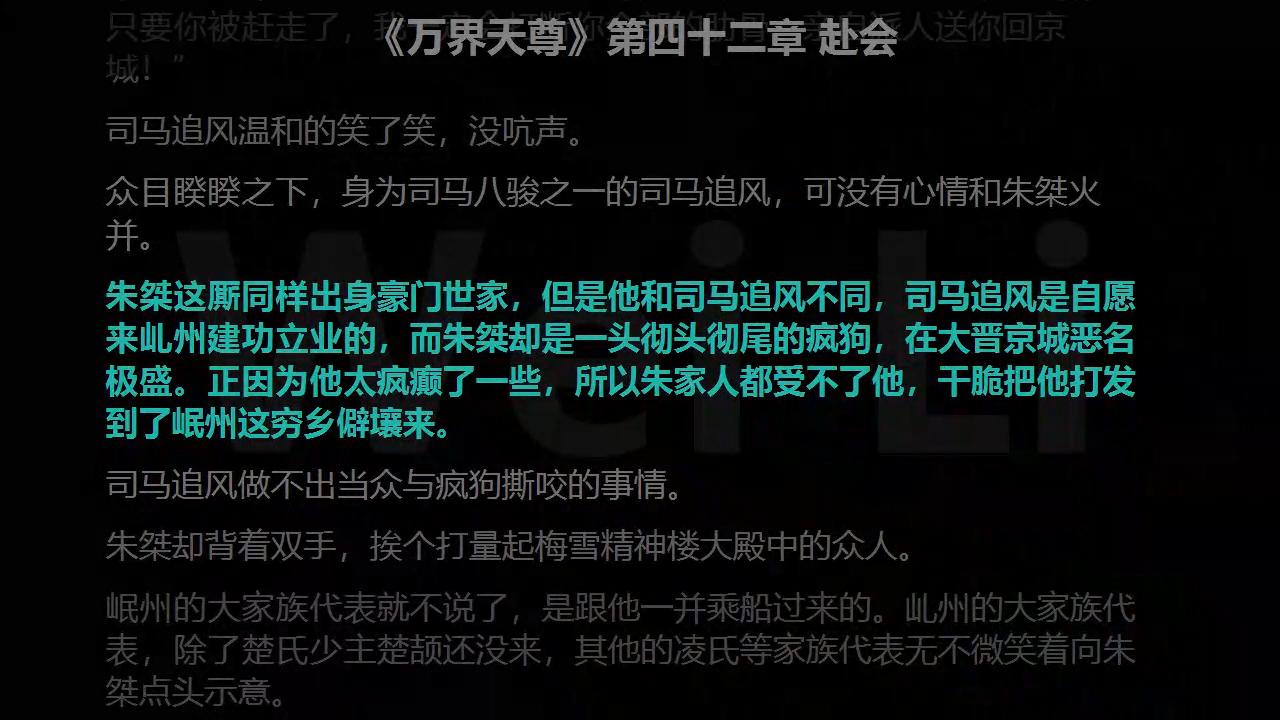 《万界天尊》第四十二章 赴会
只要你被赶走了，我
人送你回京
城！”
司马追风温和的笑了笑，没吭声。
众目睽睽之下，身为司马八骏之一的司马追风，可没有心情和朱桀火
并。
朱桀这厮同样出身豪门世家，但是他和司马追风不同，司马追风是自愿
来乢州建功立业的，而朱桀却是一头彻头彻尾的疯狗，在大晋京城恶名
极盛。正因为他太疯癫了一些，所以朱家人都受不了他，干脆把他打发
到了岷州这穷乡僻壤来。
司马追风做不出当众与疯狗撕咬的事情。
朱桀却背着双手，挨个打量起梅雪精神楼大殿中的众人。
岷州的大家族代表就不说了，是跟他一并乘船过来的。乢州的大家族代
表，除了楚氏少主楚颉还没来，其他的凌氏等家族代表无不微笑着向朱
桀点头示意。
Wei Li